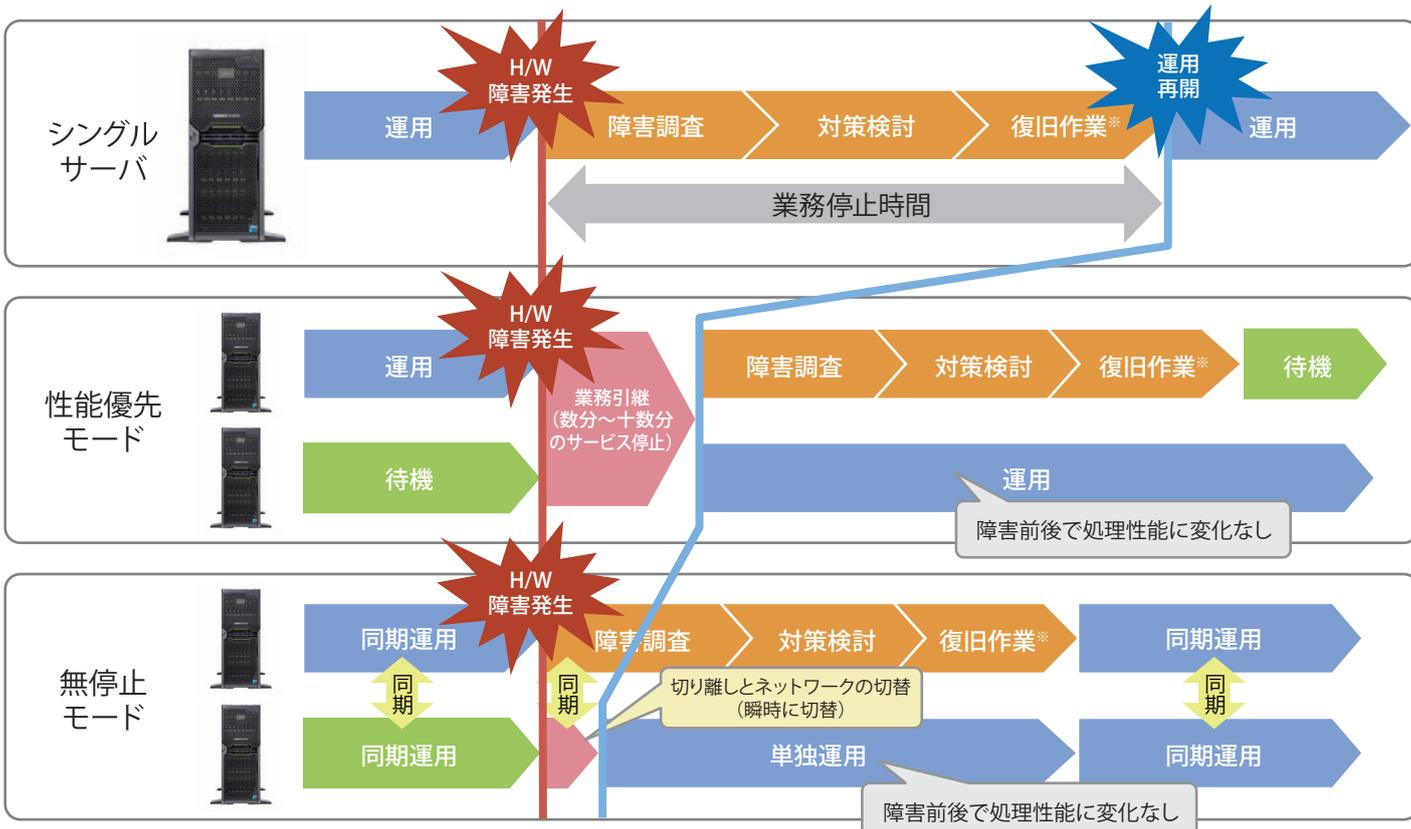 シングル
サーバ
運用
H/W
障害発生
障害調査
対策検討
復旧作業※
運用
再開
運用
業務停止時間
性能優先
モード
運用
H/W
障害発生
業務引継
（数分～十数分
のサービス停止）
障害調査
対策検討
復旧作業※
待機
待機
運用
障害前後で処理性能に変化なし
無停止
モード
同期運用
H/W
障害発生
障害調査
対策検討
復旧作業※
同期運用
同期
同期
切り離しとネットワークの切替
（瞬時に切替）
同期
同期運用
単独運用
同期運用
障害前後で処理性能に変化なし